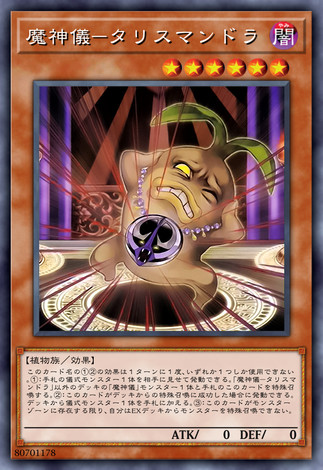 魔神儀－タリスマンドラ
闇
やみ
【植物族／効果】
このカード名の①②の効果は1ターンに1度、いずれか1つしか使用できない。
①：手札の儀式モンスター1体を相手に見せて発動できる。「魔神儀－タリスマ
ンドラ」以外のデッキの「魔神儀」モンスター1体と手札のこのカードを特殊召
喚する。②：このカードがデッキからの特殊召喚に成功した場合に発動できる。
デッキから儀式モンスター1体を手札に加える。③：このカードがモンスター
ゾーンに存在する限り、自分はEXデッキからモンスターを特殊召喚できない。
ATK/ 0 DEF/ 0
80701178